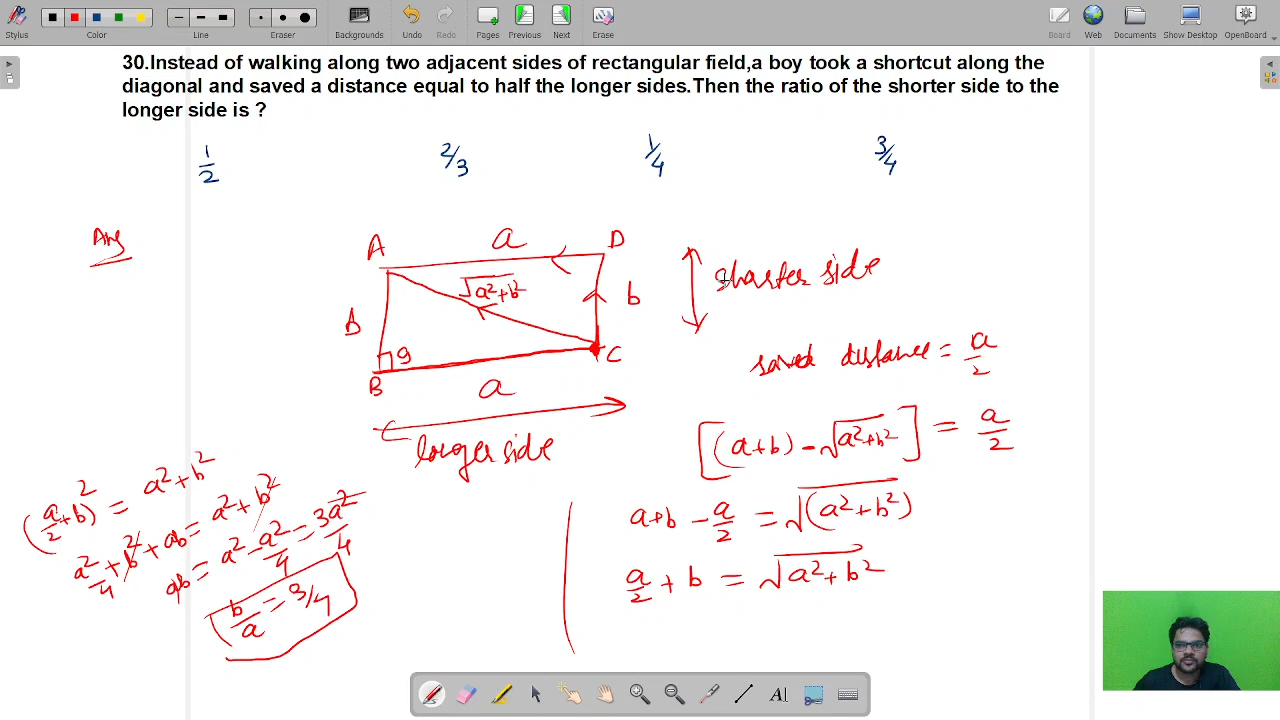 Stylus
Color
Line
Eraser
Backgrounds
Undo
Redo
Pages
Previous
Next
Erase
Board
Web
Documents
Show Desktop
OpenBoard
30.Instead of walking along two adjacent sides of rectangular field,a boy took a shortcut along the
diagonal and saved a distance equal to half the longer sides.Then the ratio of the shorter side to the
longer side is ?
1/2
2/3
1/4
3/4
Ans
A
a
D
√a²+b²
b
shorter side
B
C
a
longer side
saved distance = a/2
[(a+b) - √a²+b²] = a/2
a+b - a/2 = √(a²+b²)
a/2 + b = √a²+b²
(a/2+b)² = a²+b²
a²/4 + b² + ab = a²+b²
ab = a² - a²/4 = 3a²/4
b/a = 3/4
AI